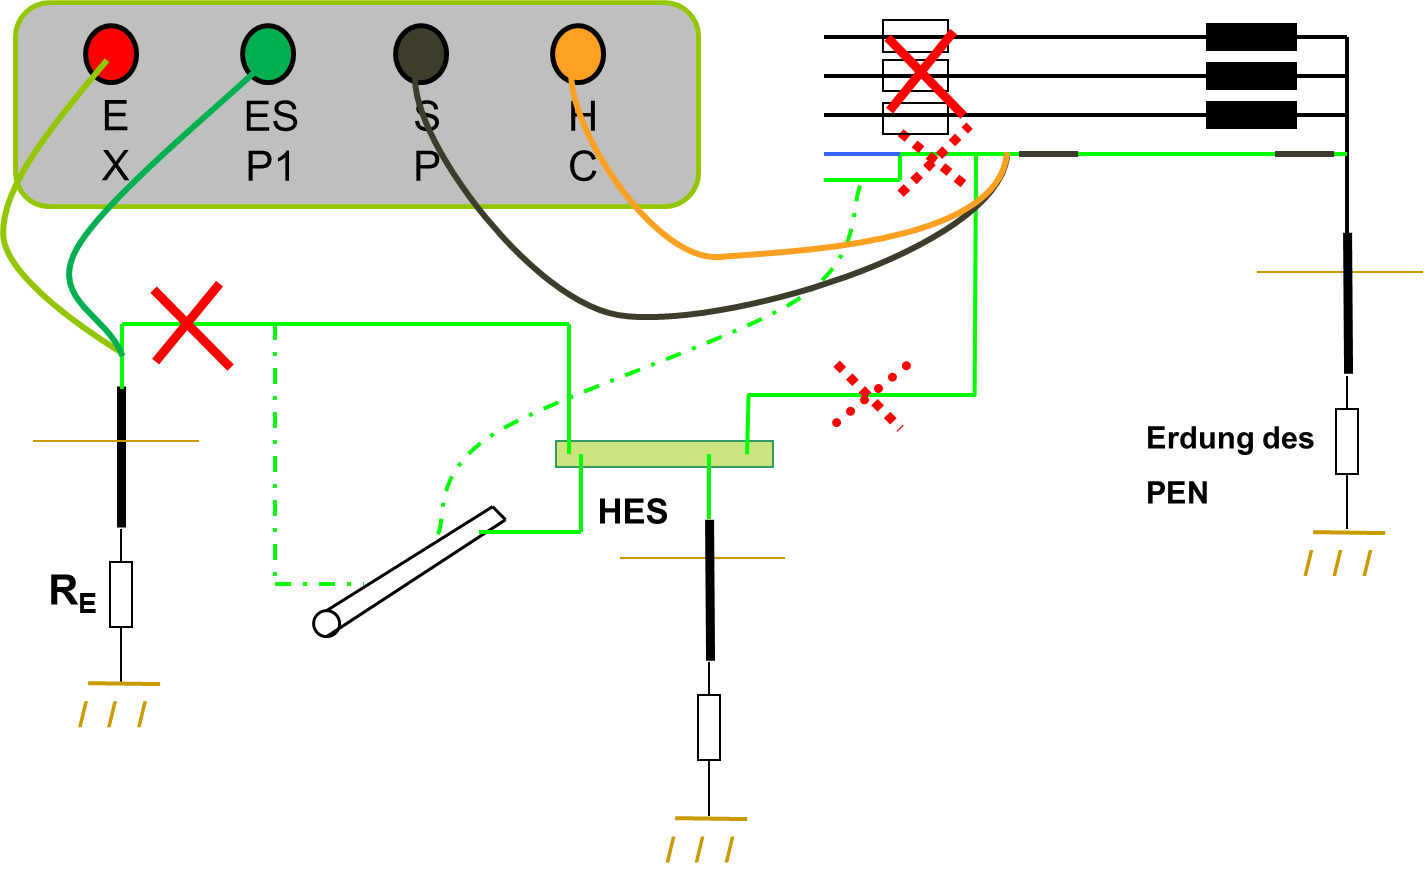 E ES S H
X P1 P C
Erdung des
PEN
HES
RE